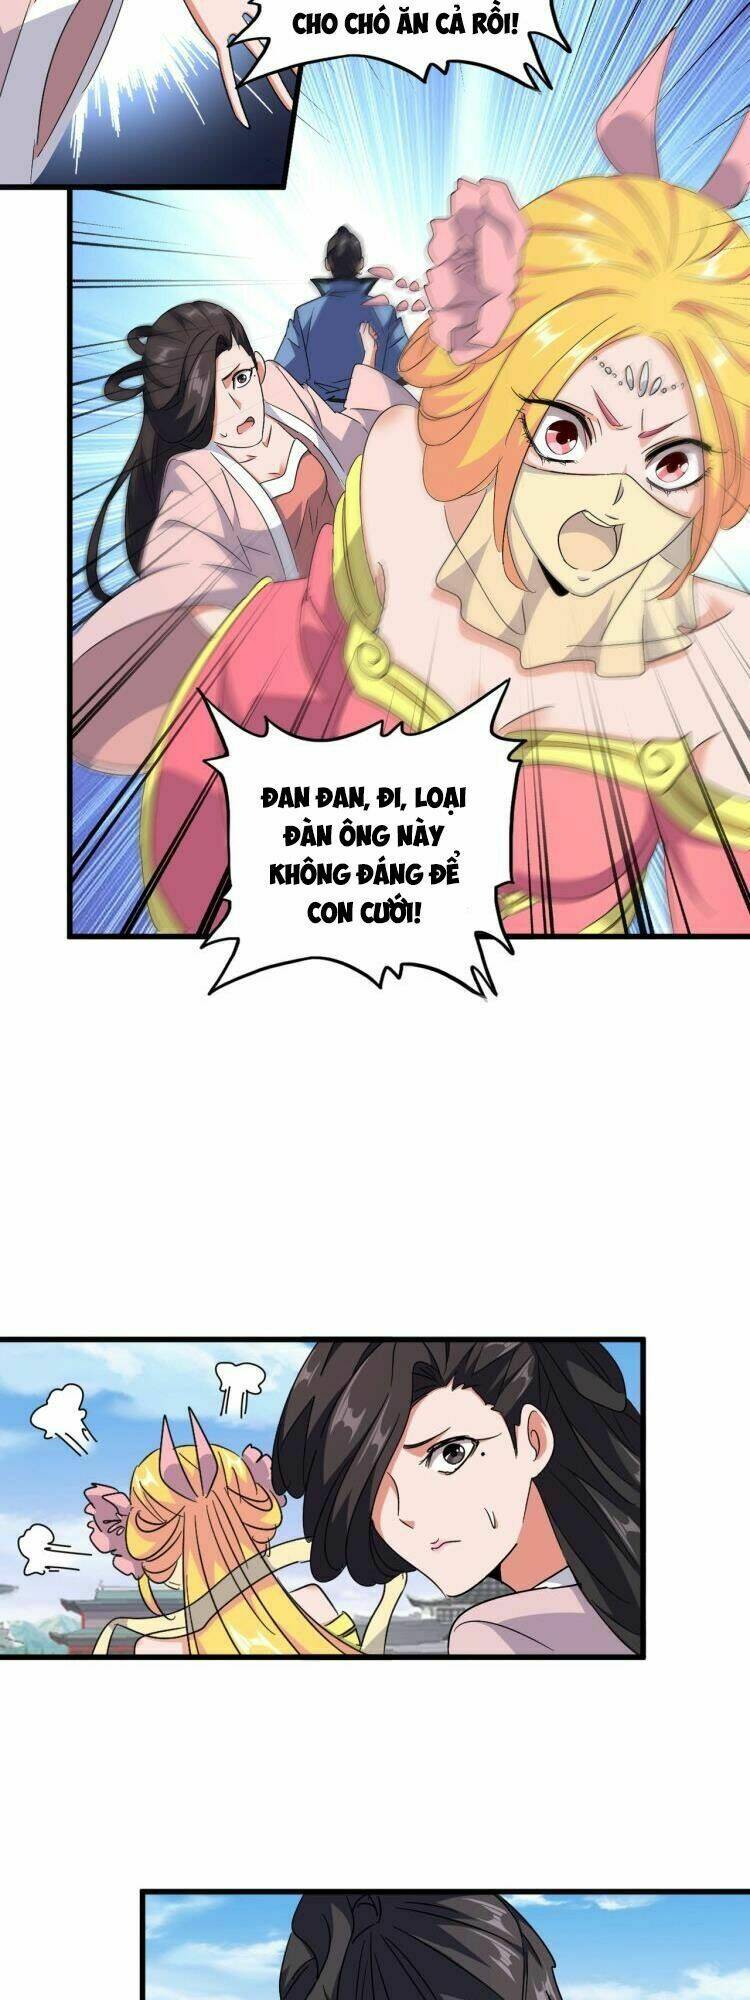 CHO CHÓ ĂN CẢ RỒI!
ĐAN ĐAN, ĐI, LOẠI
ĐÀN ÔNG NÀY
KHÔNG ĐÁNG ĐỂ
CON CƯỚI!